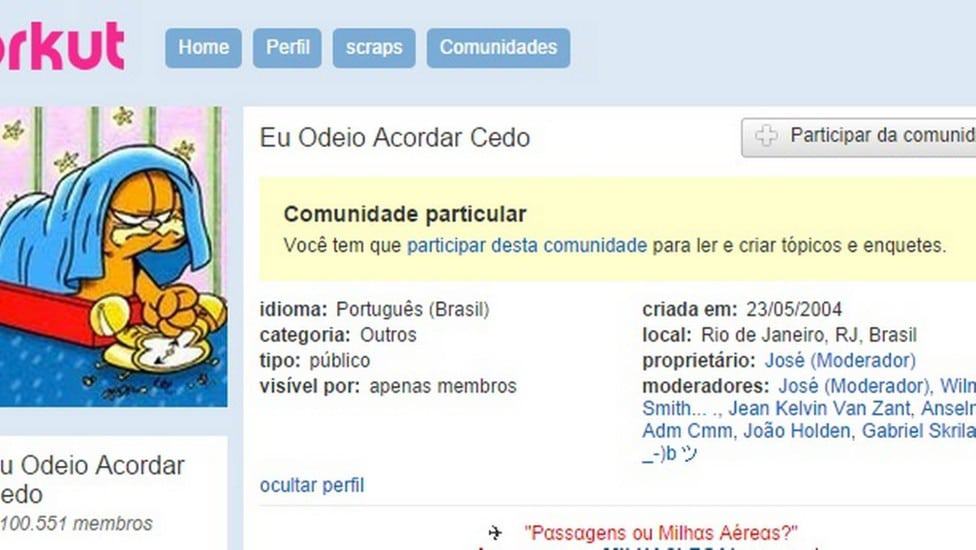 orkut
Home Perfil scraps Comunidades
Eu Odeio Acordar Cedo
Participar da comunid
Comunidade particular
Você tem que participar desta comunidade para ler e criar tópicos e enquetes.
idioma: Português (Brasil)
categoria: Outros
tipo: público
visível por: apenas membros
criada em: 23/05/2004
local: Rio de Janeiro, RJ, Brasil
proprietário: José (Moderador)
moderadores: José (Moderador), Wilm
Smith... ., Jean Kelvin Van Zant, Anselm
Adm Cmm, João Holden, Gabriel Skrila
_-)b ツ
ocultar perfil
u Odeio Acordar
edo
100.551 membros
✈ "Passagens ou Milhas Aéreas?"